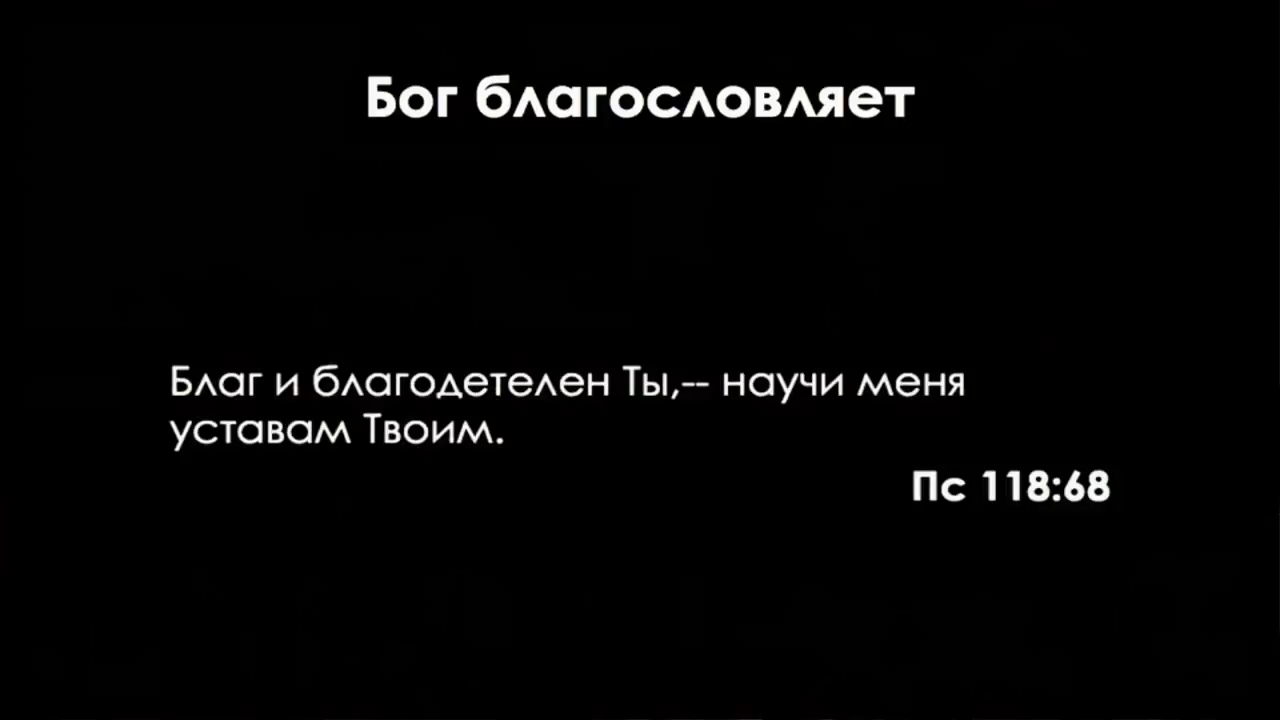 Бог благословляет
Благ и благодетелен Ты,-- научи меня
уставам Твоим.
Пс 118:68